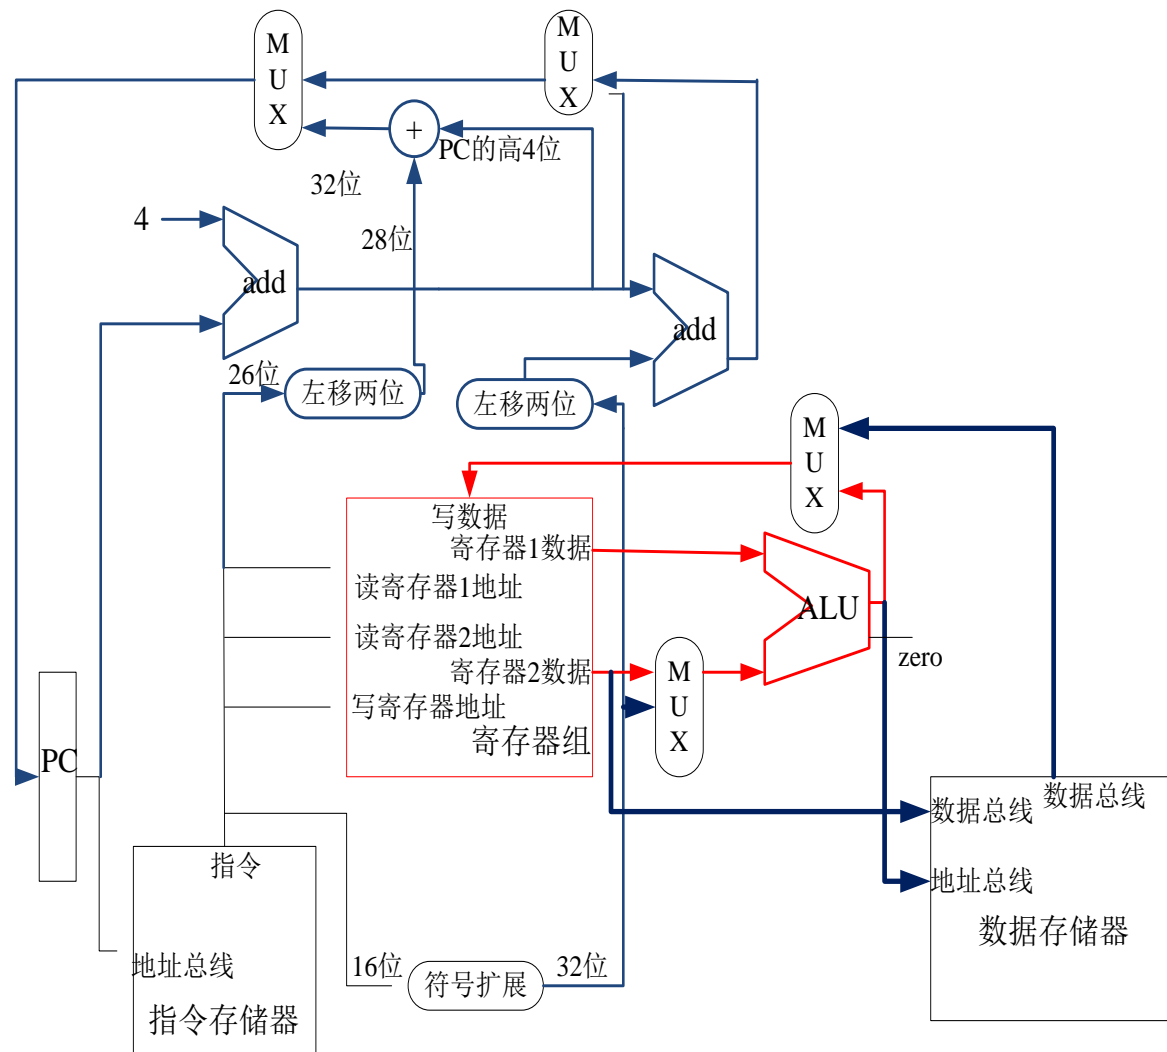 MUX
MUX
+
PC的高4位
32位
4
28位
add
add
26位
左移两位
左移两位
MUX
写数据
寄存器1数据
读寄存器1地址
ALU
读寄存器2地址
zero
寄存器2数据
MUX
写寄存器地址
寄存器组
PC
数据总线
数据总线
指令
地址总线
数据存储器
地址总线
16位
符号扩展
32位
指令存储器